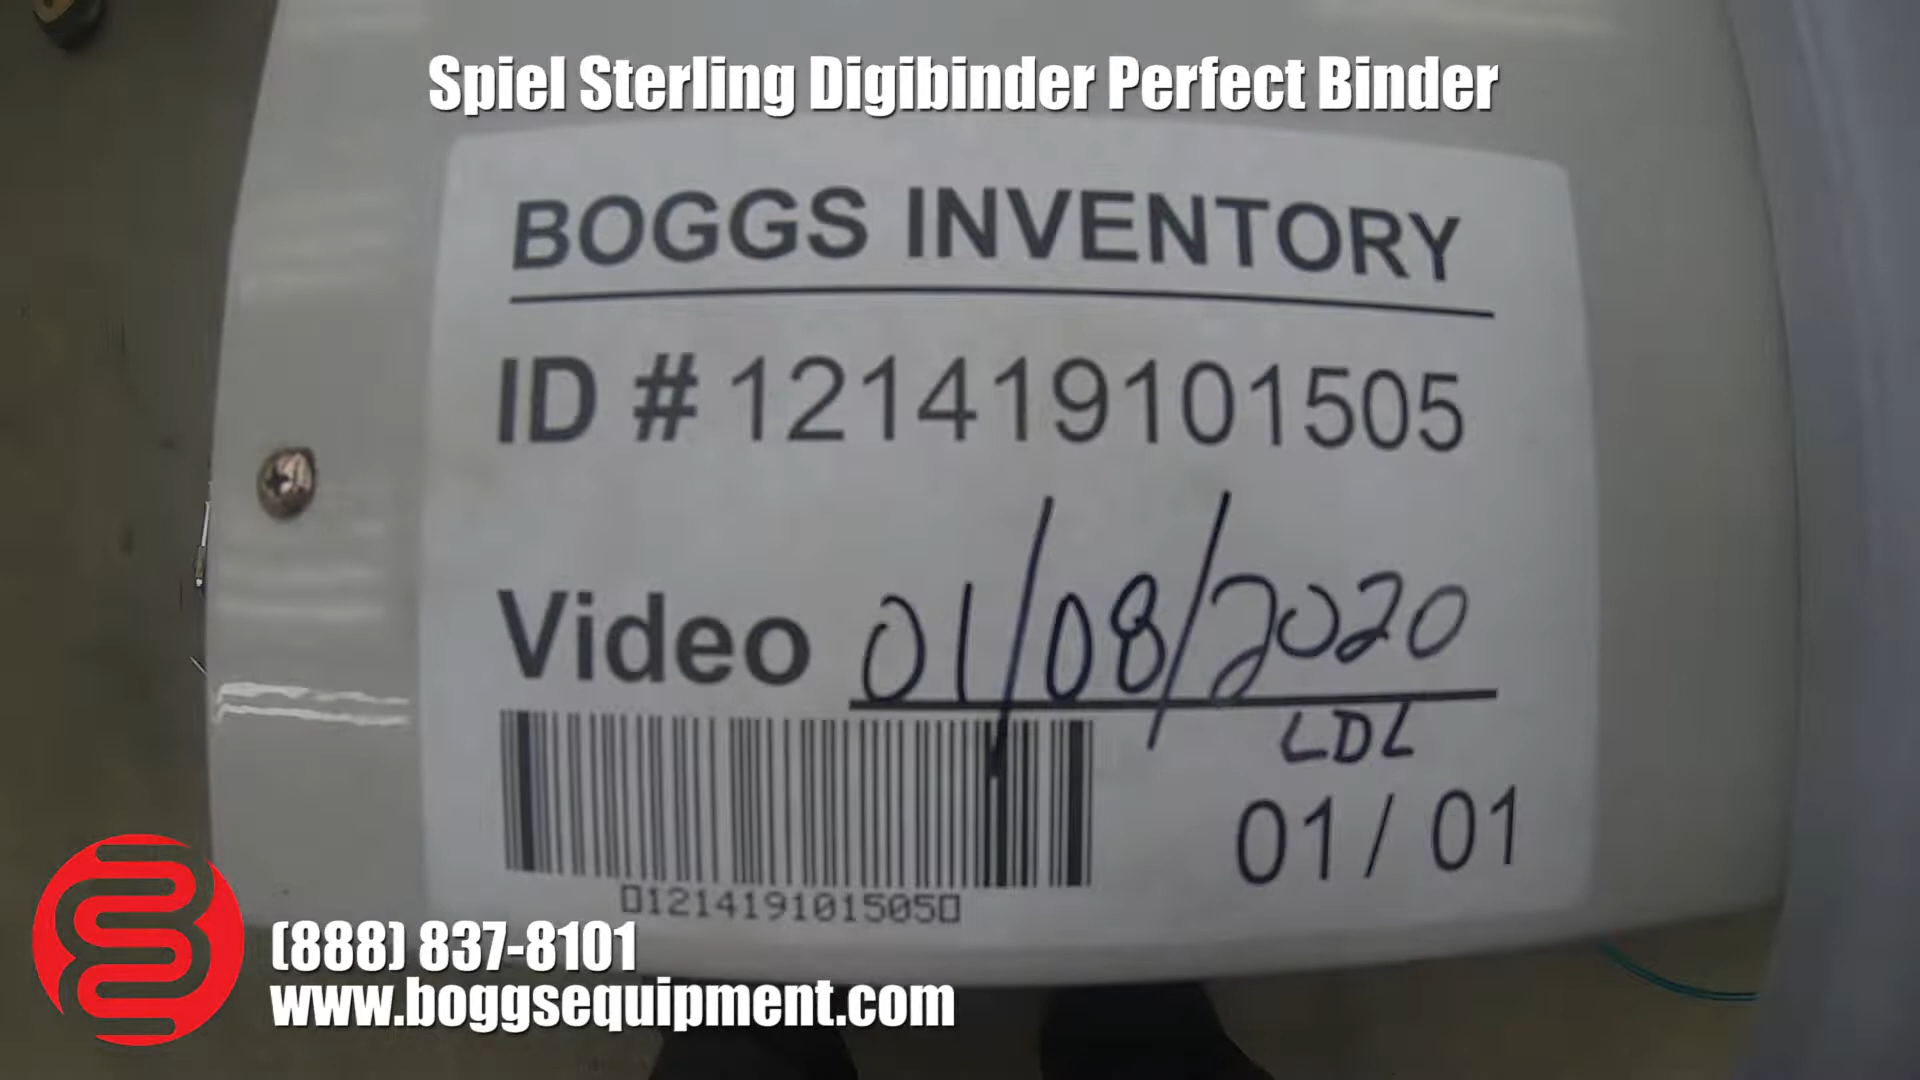 Spiel Sterling Digibinder Perfect Binder
BOGGS INVENTORY
ID # 121419101505
Video 01/08/2020
LDL
01 / 01
▯121419101505▯
(888) 837-8101
www.boggsequipment.com